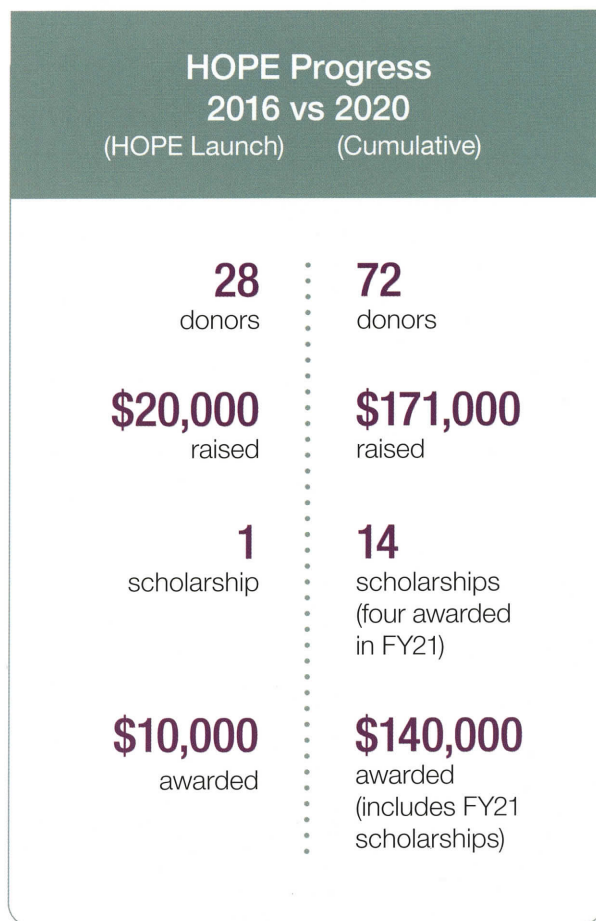 HOPE Progress
2016 vs 2020
(HOPE Launch) (Cumulative)
28
donors
72
donors
$20,000
raised
$171,000
raised
1
scholarship
14
scholarships
(four awarded
in FY21)
$10,000
awarded
$140,000
awarded
(includes FY21
scholarships)